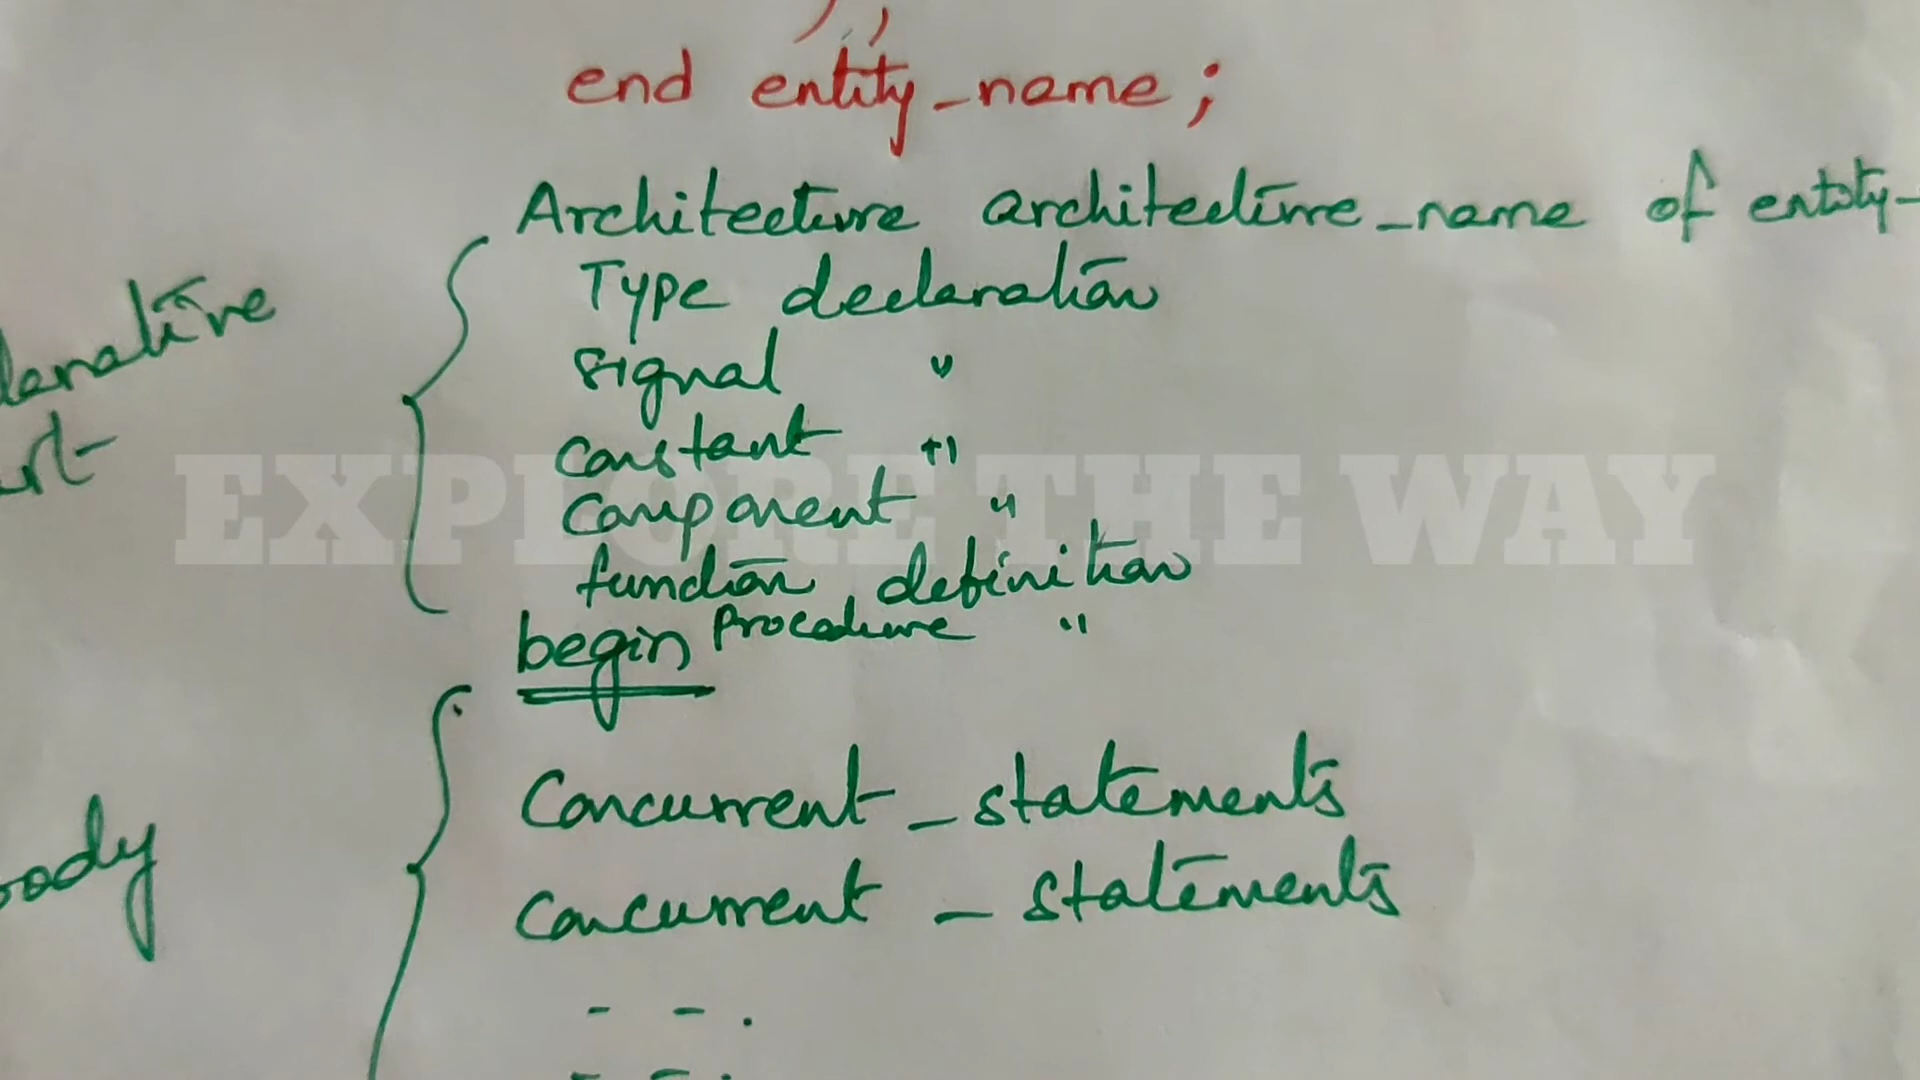 end entity_name;
Architecture architecture_name of entity-
Type declaration
signal "
constant "
Component "
function definition
begin Procedure "
Concurrent_statements
Concurrent - statements
- - .
- - .
larative
rt
body
EXPLORE THE WAY